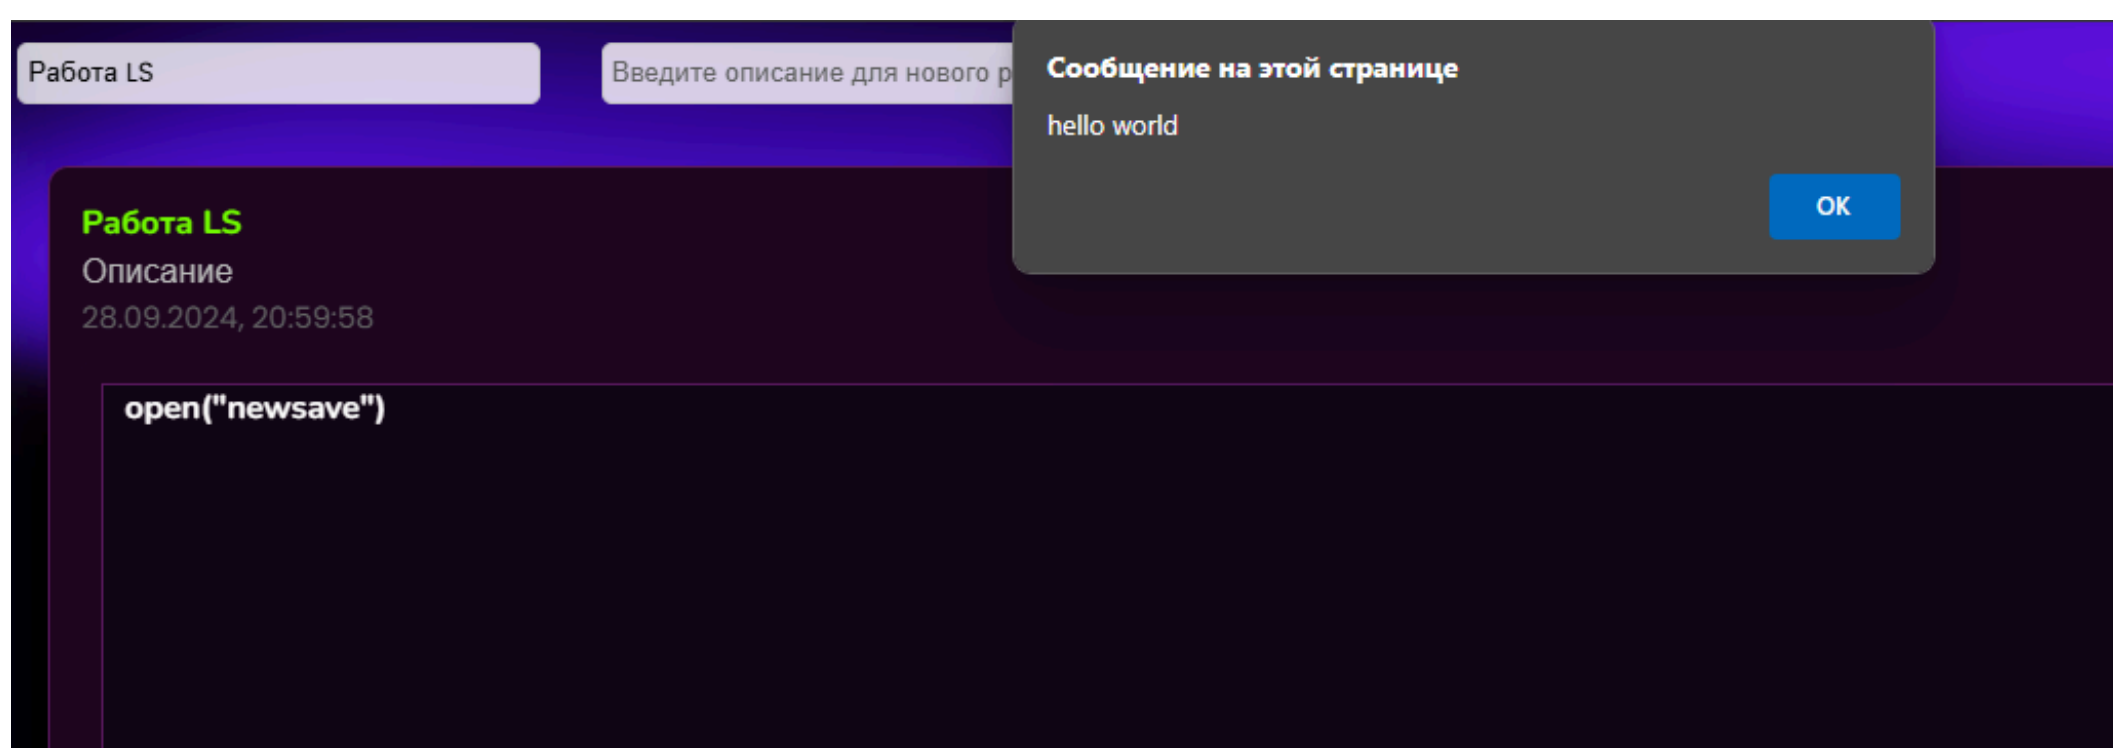 Работа LS
Введите описание для нового р
Сообщение на этой странице
hello world
OK
Работа LS
Описание
28.09.2024, 20:59:58
open("newsave")